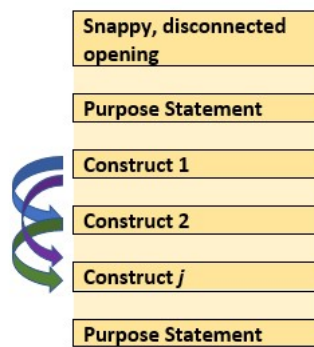 Snappy, disconnected
opening
Purpose Statement
Construct 1
Construct 2
Construct j
Purpose Statement